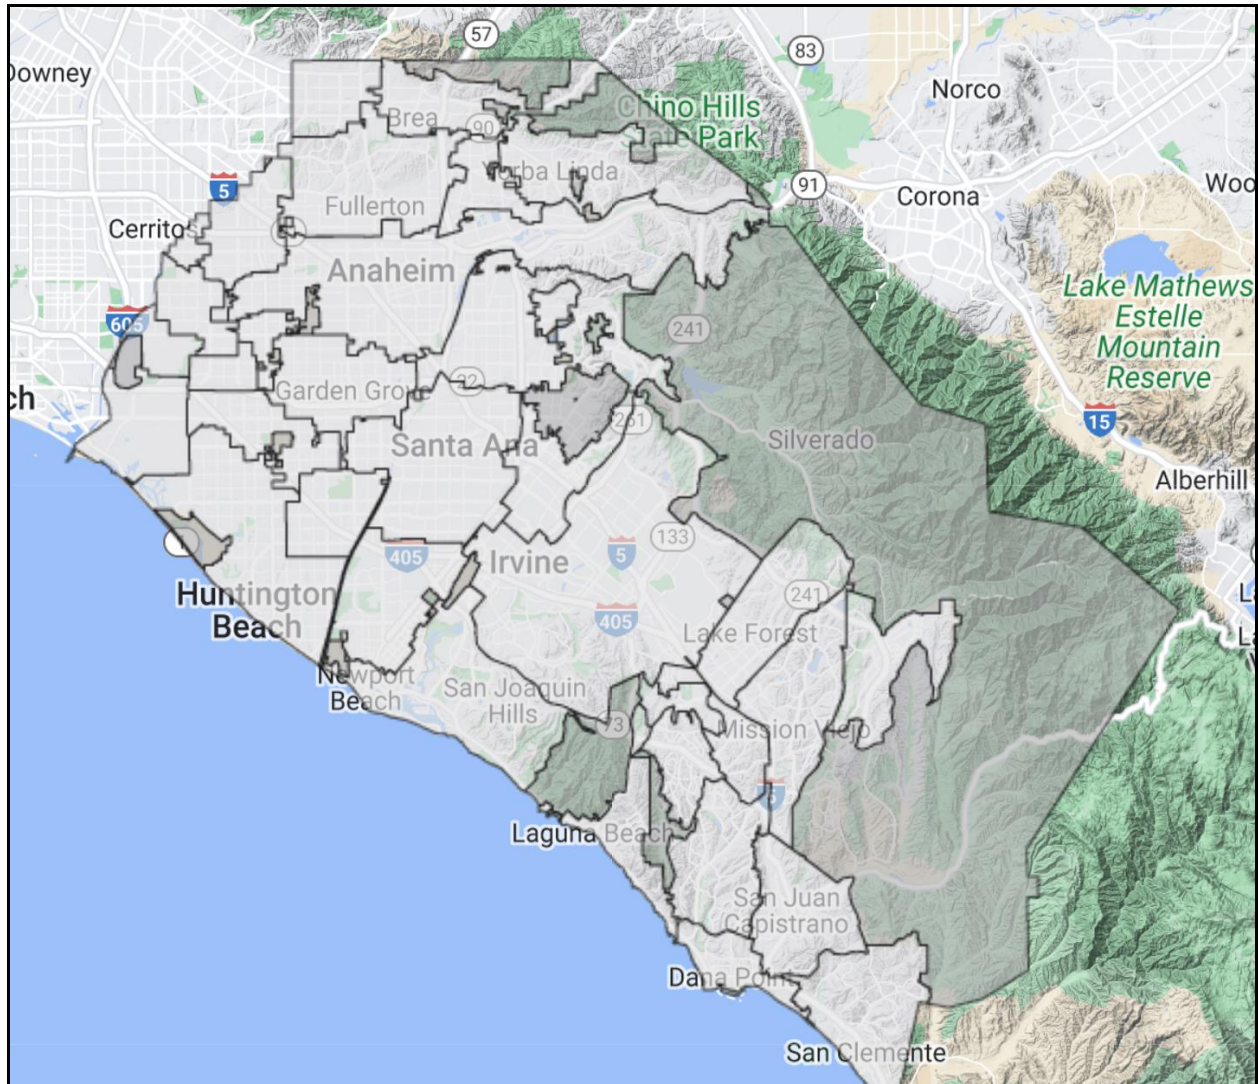 57
83
Downey
Norco
Chino Hills
State Park
Brea
90
Yorba Linda
91
5
Woo
Corona
Fullerton
Cerritos
Anaheim
Lake Mathews
Estelle
Mountain
Reserve
605
241
Garden Grove
22
ch
261
15
Santa Ana
Silverado
Alberhill
133
405
Irvine
5
Huntington
Beach
241
405
Lake Forest
Newport
Beach
San Joaquin
Hills
73
Mission Viejo
5
Laguna Beach
San Juan
Capistrano
Dana Point
San Clemente